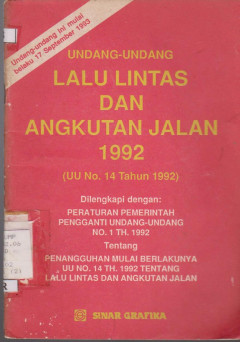 Undang-undang ini mulai
belaku 17 September 1993
UNDANG-UNDANG
LALU LINTAS
DAN
ANGKUTAN JALAN
1992
(UU No. 14 Tahun 1992)
Dilengkapi dengan:
PERATURAN PEMERINTAH
PENGGANTI UNDANG-UNDANG
NO. 1 TH. 1992
Tentang
PENANGGUHAN MULAI BERLAKUNYA
UU NO. 14 TH. 1992 TENTANG
LALU LINTAS DAN ANGKUTAN JALAN
SINAR GRAFIKA